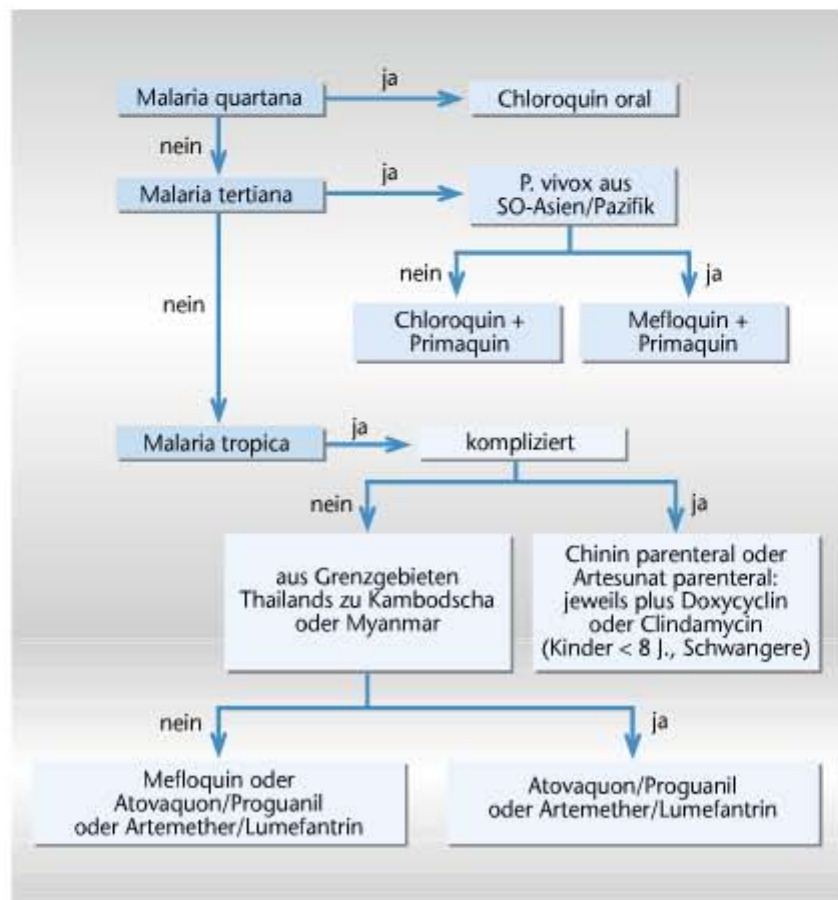 ja
Malaria quartana
Chloroquin oral
nein
ja
Malaria tertiana
P. vivox aus
SO-Asien/Pazifik
nein
ja
nein
Chloroquin +
Primaquin
Mefloquin +
Primaquin
ja
Malaria tropica
kompliziert
nein
ja
aus Grenzgebieten
Thailands zu Kambodscha
oder Myanmar
Chinin parenteral oder
Artesunat parenteral:
jeweils plus Doxycyclin
oder Clindamycin
(Kinder < 8 J., Schwangere)
nein
ja
Mefloquin oder
Atovaquon/Proguanil
oder Artemether/Lumefantrin
Atovaquon/Proguanil
oder Artemether/Lumefantrin